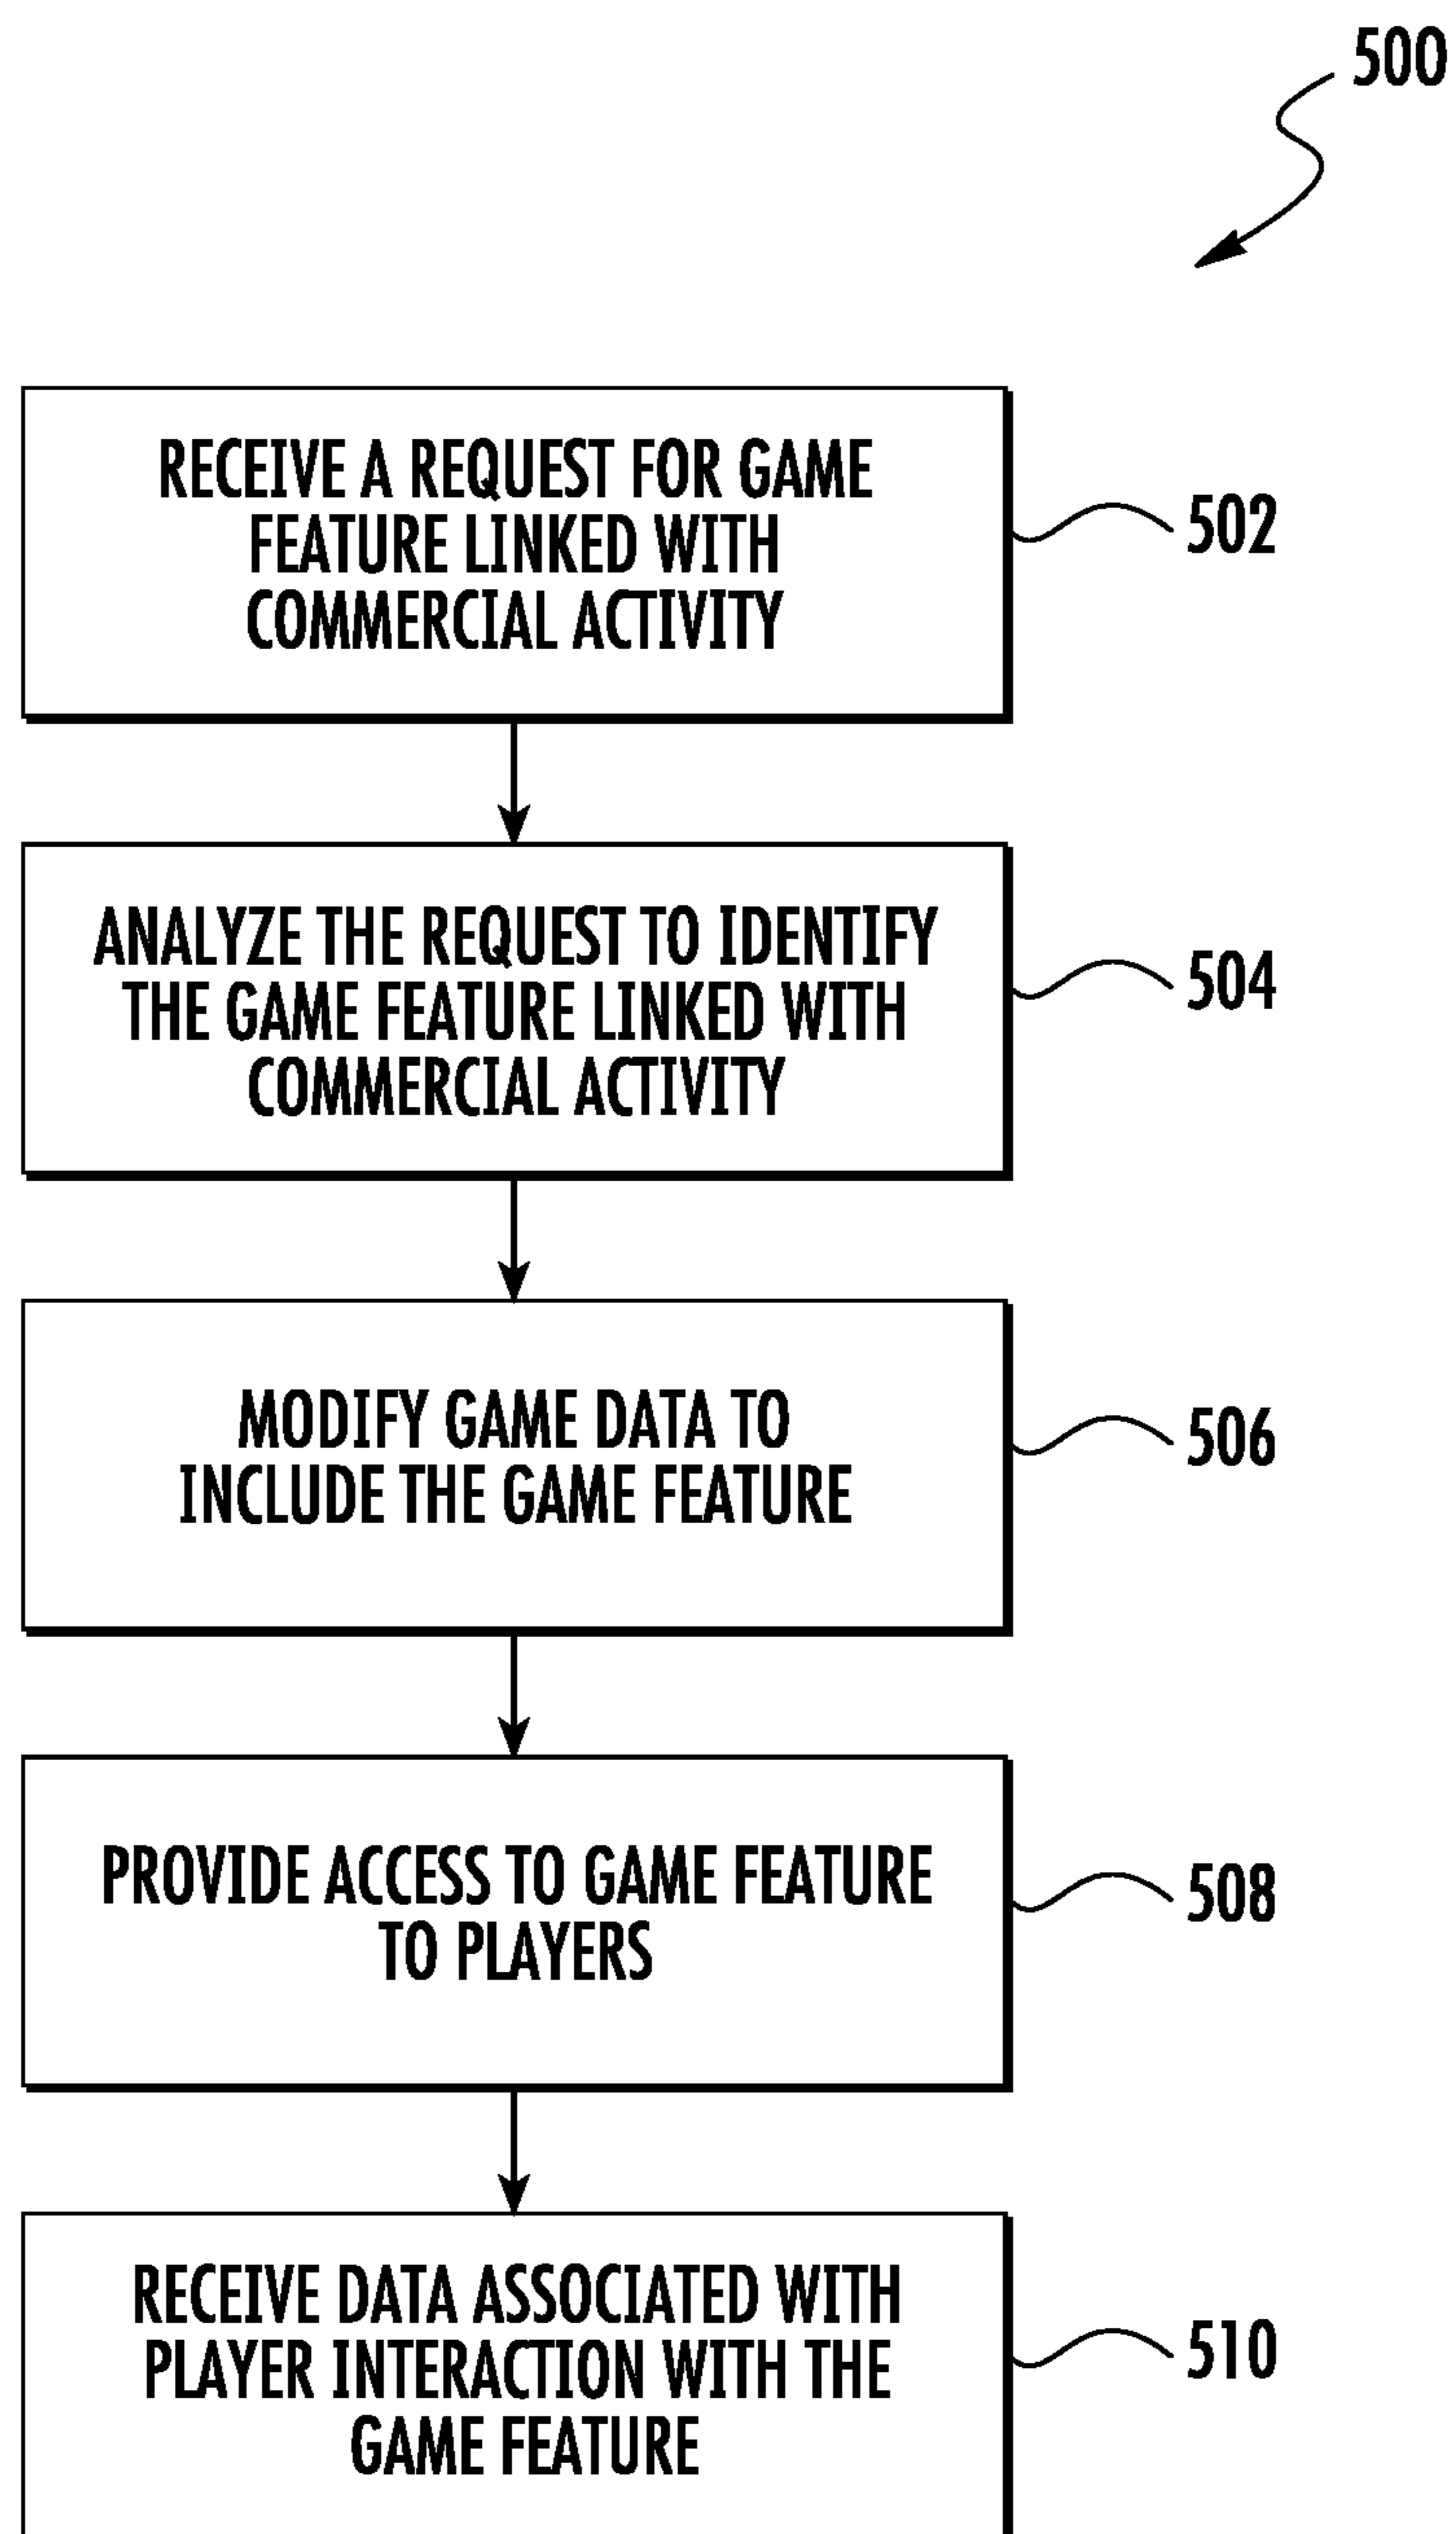 500
RECEIVE A REQUEST FOR GAME
FEATURE LINKED WITH
COMMERCIAL ACTIVITY
502
ANALYZE THE REQUEST TO IDENTIFY
THE GAME FEATURE LINKED WITH
COMMERCIAL ACTIVITY
504
MODIFY GAME DATA TO
INCLUDE THE GAME FEATURE
506
PROVIDE ACCESS TO GAME FEATURE
TO PLAYERS
508
RECEIVE DATA ASSOCIATED WITH
PLAYER INTERACTION WITH THE
GAME FEATURE
510